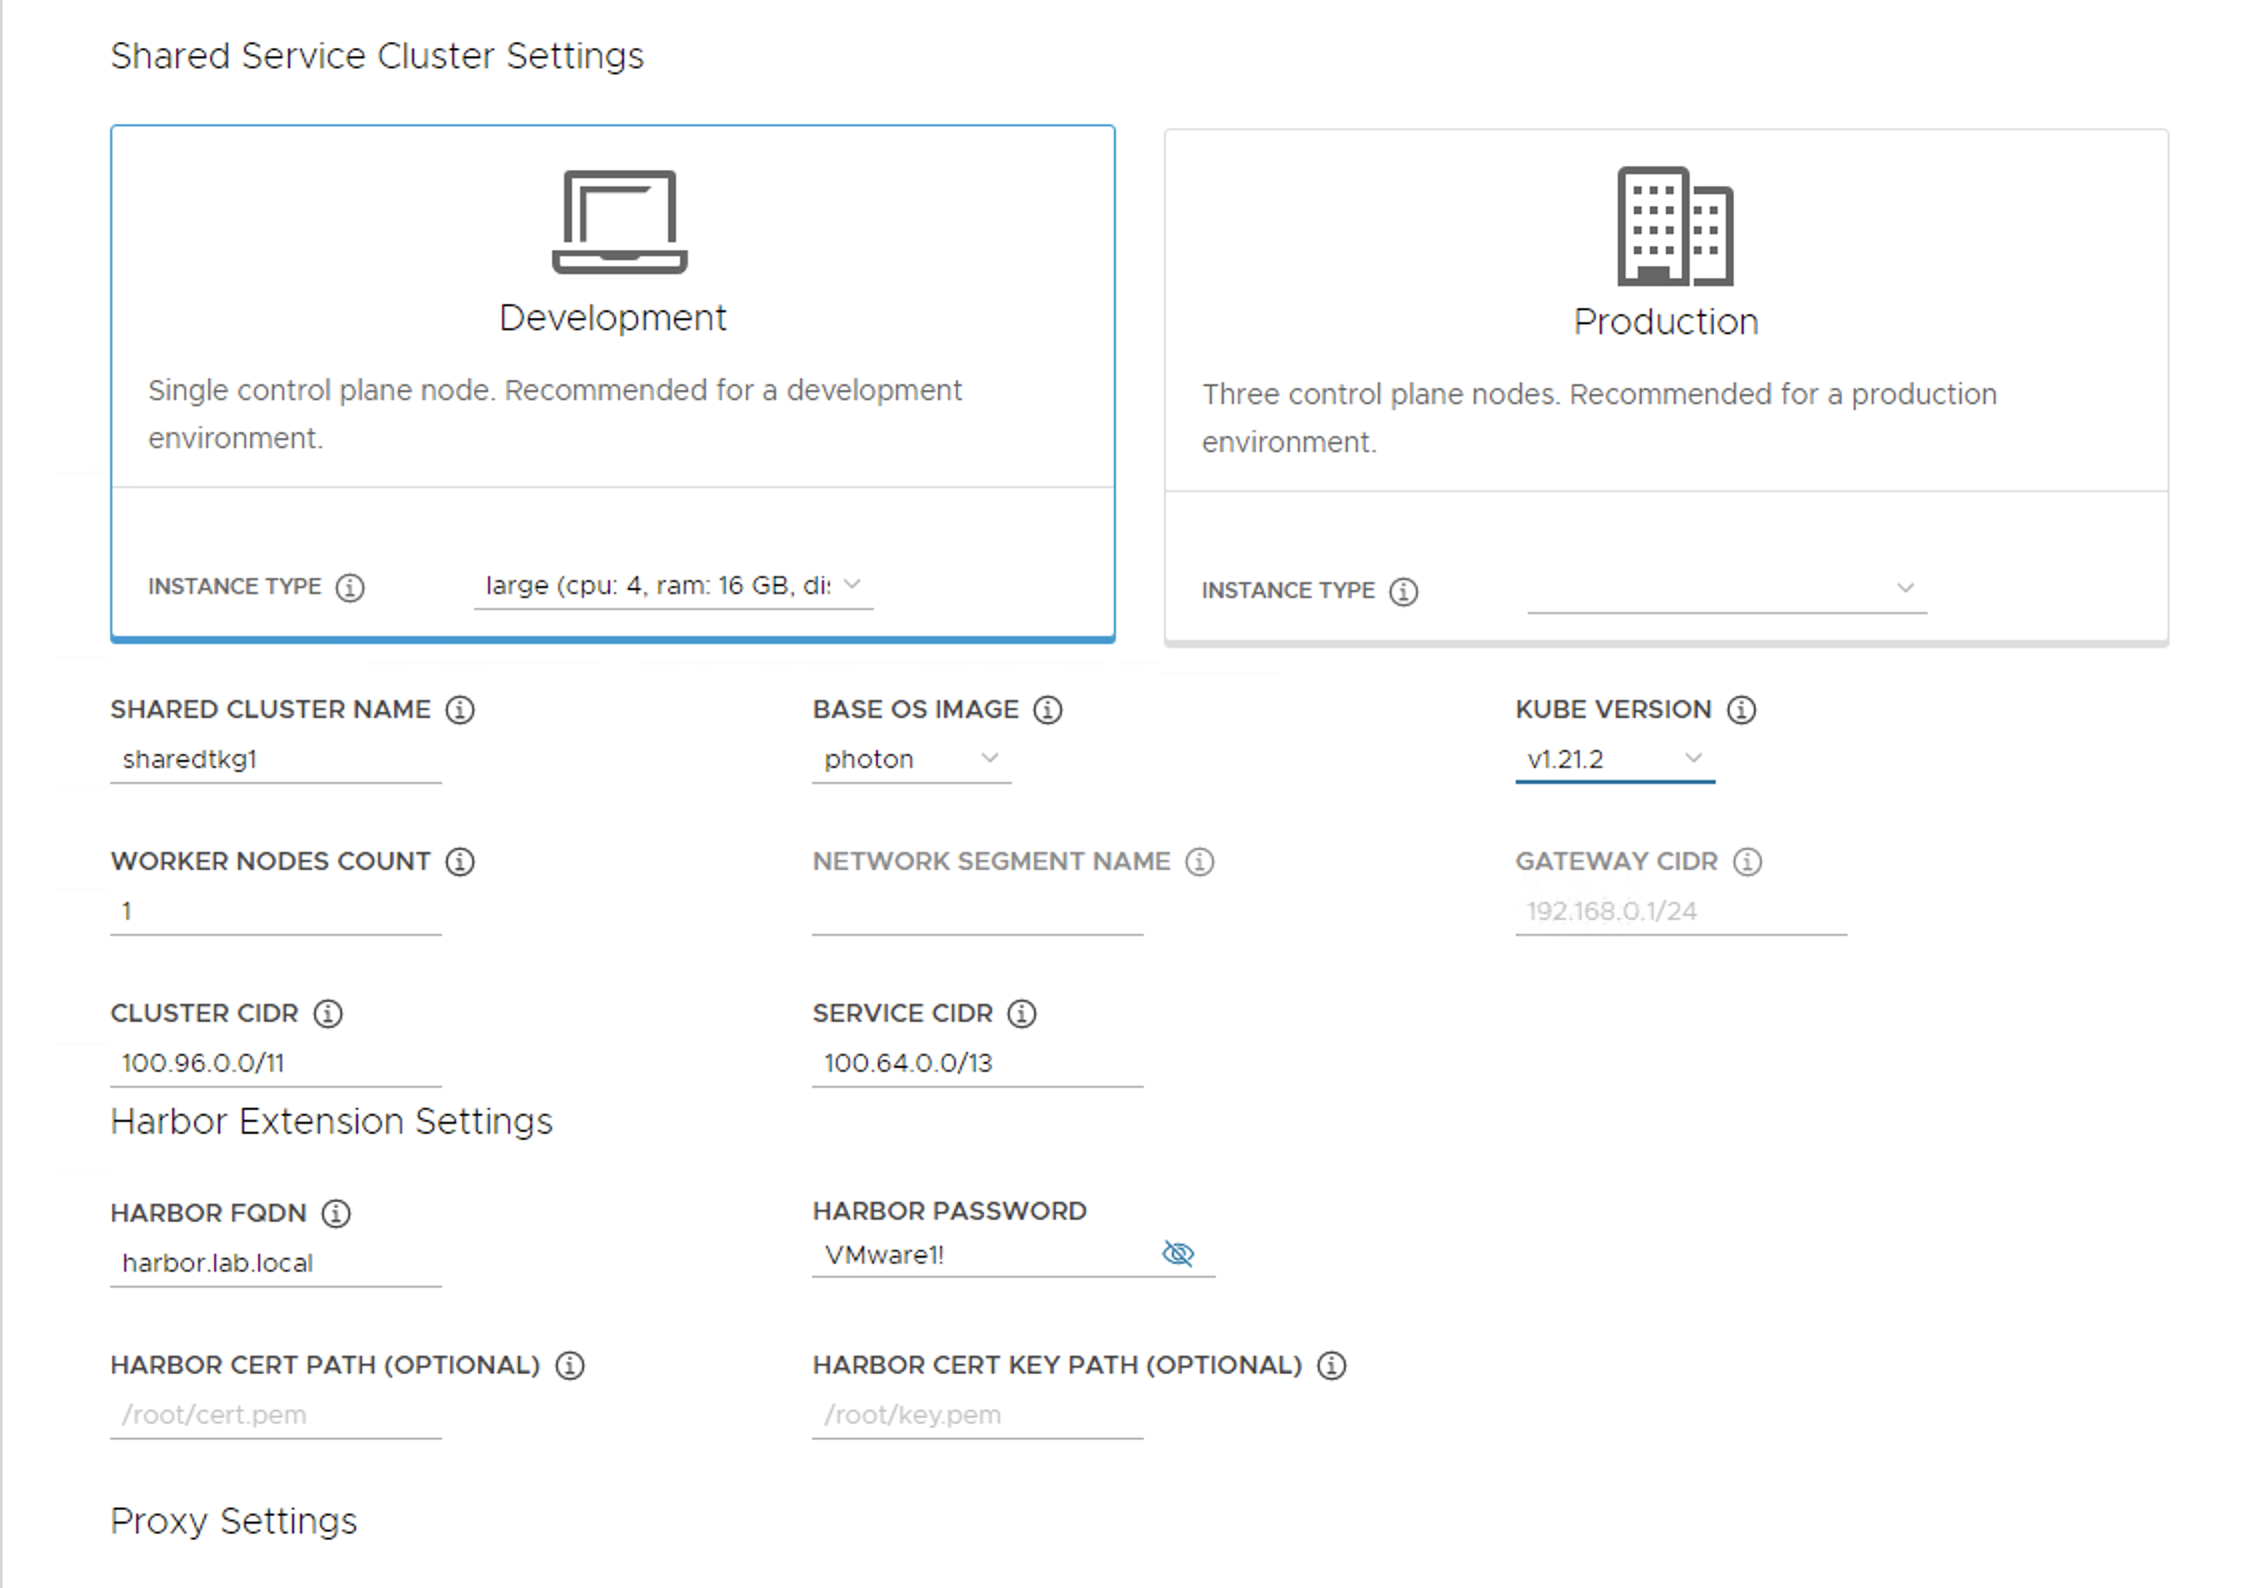 Shared Service Cluster Settings
Development
Single control plane node. Recommended for a development
environment.
INSTANCE TYPE
large (cpu: 4, ram: 16 GB, dis
Production
Three control plane nodes. Recommended for a production
environment.
INSTANCE TYPE
SHARED CLUSTER NAME
sharedtkg1
BASE OS IMAGE
photon
KUBE VERSION
v1.21.2
WORKER NODES COUNT
1
NETWORK SEGMENT NAME
GATEWAY CIDR
192.168.0.1/24
CLUSTER CIDR
100.96.0.0/11
SERVICE CIDR
100.64.0.0/13
Harbor Extension Settings
HARBOR FQDN
harbor.lab.local
HARBOR PASSWORD
VMware1!
HARBOR CERT PATH (OPTIONAL)
/root/cert.pem
HARBOR CERT KEY PATH (OPTIONAL)
/root/key.pem
Proxy Settings